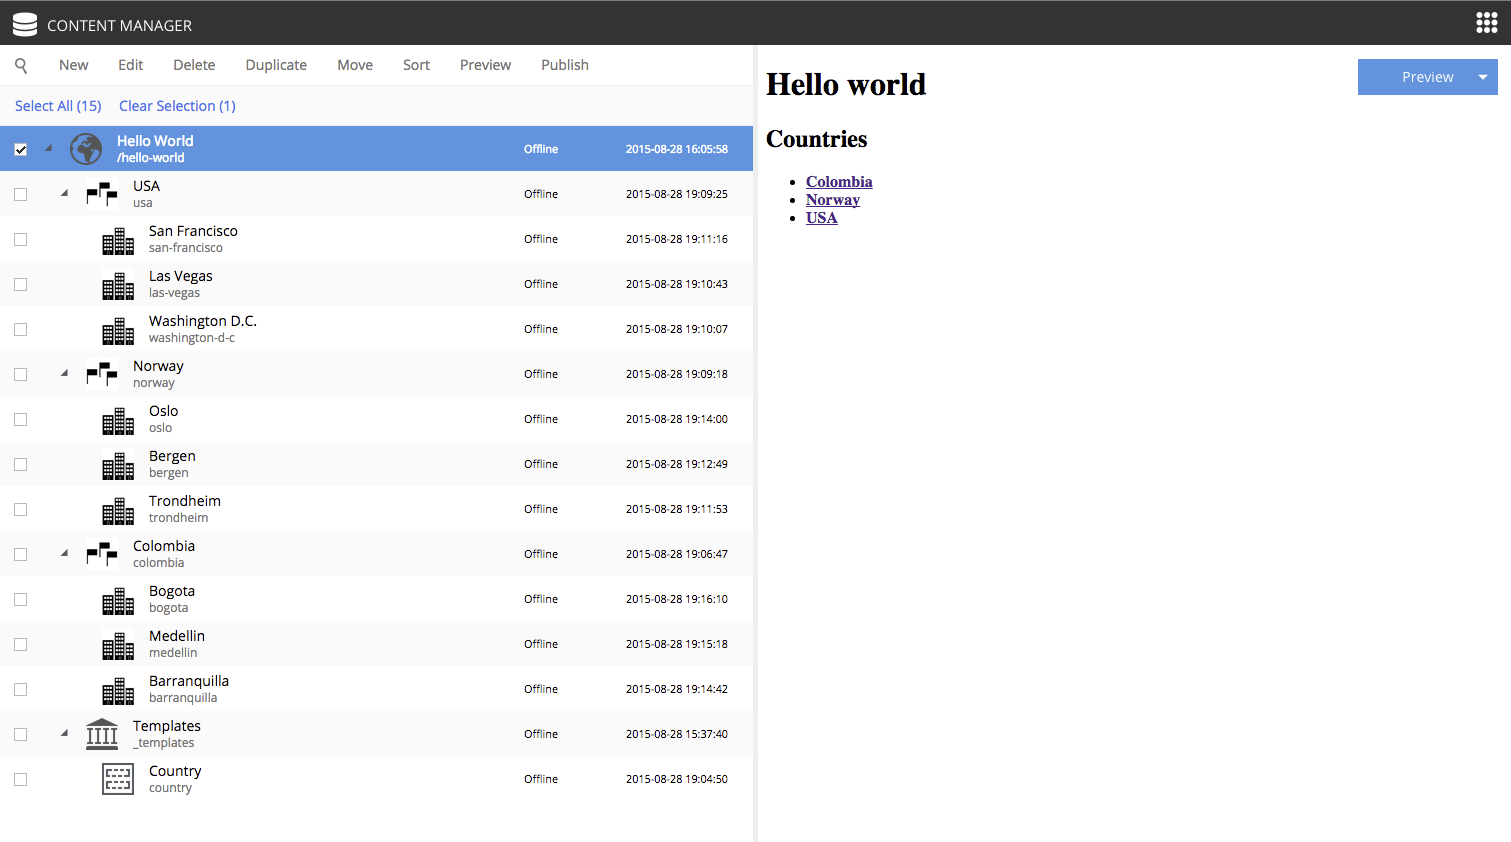 CONTENT MANAGER
New Edit Delete Duplicate Move Sort Preview Publish
Select All (15) Clear Selection (1)
Hello World
/hello-world
Offline 2015-08-28 16:05:58
USA
usa
Offline 2015-08-28 19:09:25
San Francisco
san-francisco
Offline 2015-08-28 19:11:16
Las Vegas
las-vegas
Offline 2015-08-28 19:10:43
Washington D.C.
washington-d-c
Offline 2015-08-28 19:10:07
Norway
norway
Offline 2015-08-28 19:09:18
Oslo
oslo
Offline 2015-08-28 19:14:00
Bergen
bergen
Offline 2015-08-28 19:12:49
Trondheim
trondheim
Offline 2015-08-28 19:11:53
Colombia
colombia
Offline 2015-08-28 19:06:47
Bogota
bogota
Offline 2015-08-28 19:16:10
Medellin
medellin
Offline 2015-08-28 19:15:18
Barranquilla
barranquilla
Offline 2015-08-28 19:14:42
Templates
_templates
Offline 2015-08-28 15:37:40
Country
country
Offline 2015-08-28 19:04:50
Hello world
Preview
Countries
Colombia
Norway
USA